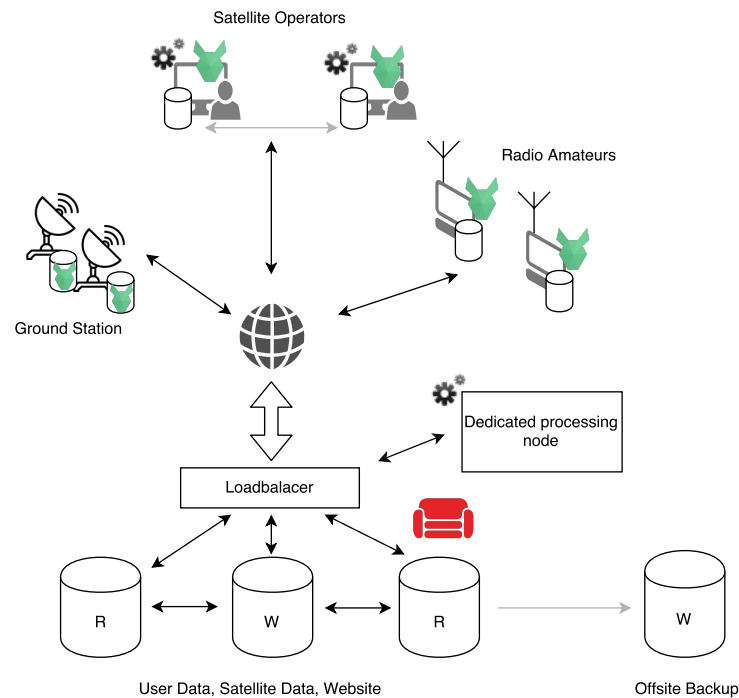 Satellite Operators
Radio Amateurs
Ground Station
Dedicated processing
node
Loadbalacer
R
W
R
W
User Data, Satellite Data, Website
Offsite Backup